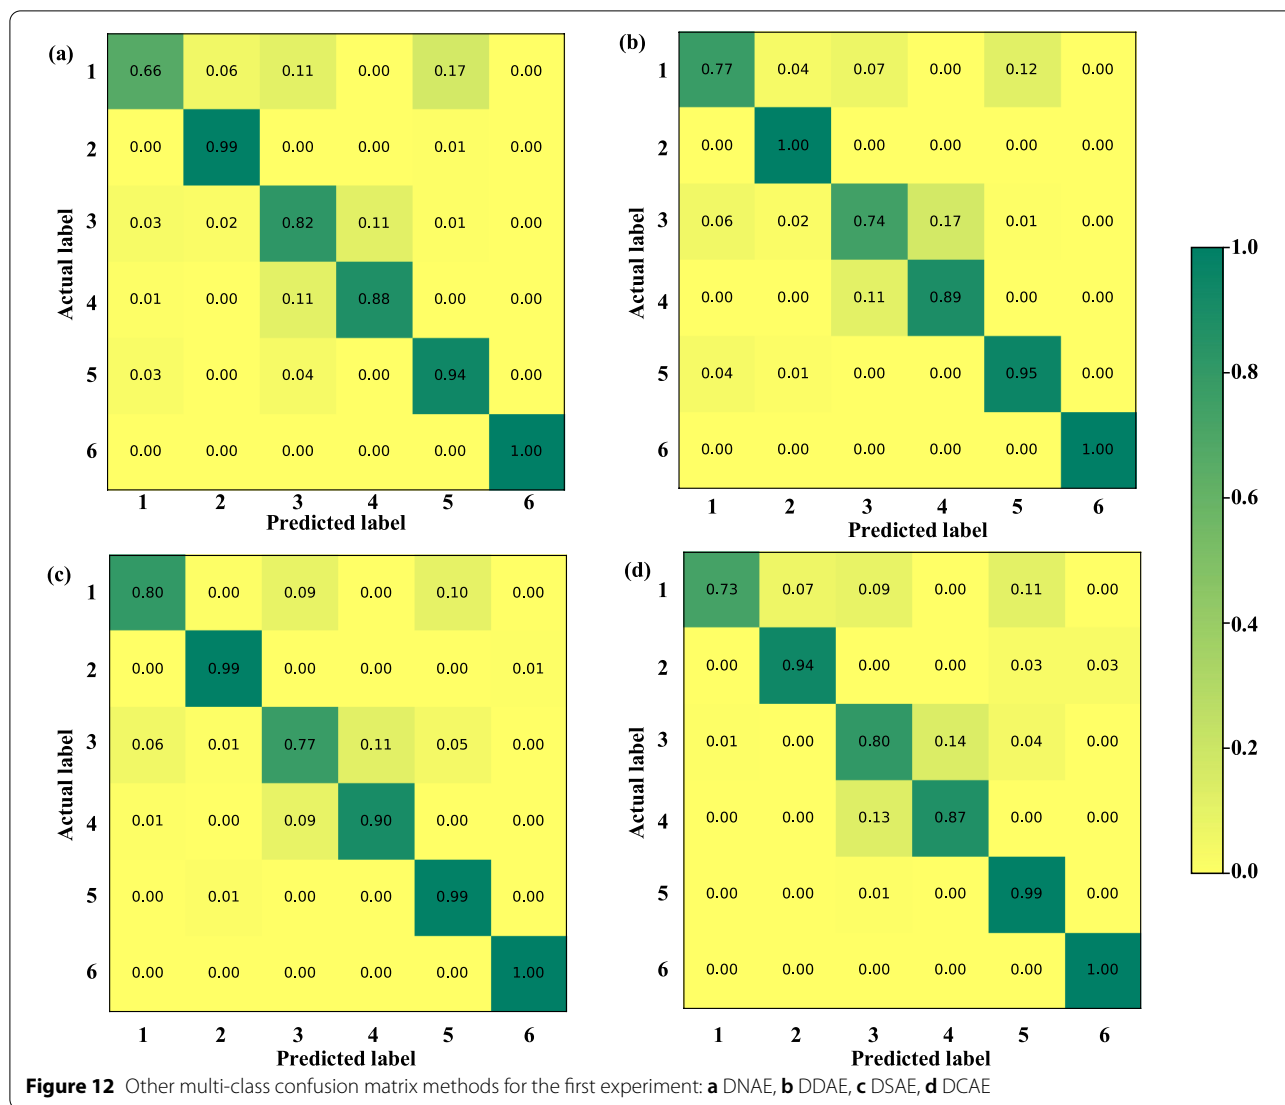 (a)
1 0.66 0.06 0.11 0.00 0.17 0.00
2 0.00 0.99 0.00 0.00 0.01 0.00
3 0.03 0.02 0.82 0.11 0.01 0.00
4 0.01 0.00 0.11 0.88 0.00 0.00
5 0.03 0.00 0.04 0.00 0.94 0.00
6 0.00 0.00 0.00 0.00 0.00 1.00
1 2 3 4 5 6
Predicted label
Actual label
(b)
1 0.77 0.04 0.07 0.00 0.12 0.00
2 0.00 1.00 0.00 0.00 0.00 0.00
3 0.06 0.02 0.74 0.17 0.01 0.00
4 0.00 0.00 0.11 0.89 0.00 0.00
5 0.04 0.01 0.00 0.00 0.95 0.00
6 0.00 0.00 0.00 0.00 0.00 1.00
1 2 3 4 5 6
Predicted label
Actual label
(c)
1 0.80 0.00 0.09 0.00 0.10 0.00
2 0.00 0.99 0.00 0.00 0.00 0.01
3 0.06 0.01 0.77 0.11 0.05 0.00
4 0.01 0.00 0.09 0.90 0.00 0.00
5 0.00 0.01 0.00 0.00 0.99 0.00
6 0.00 0.00 0.00 0.00 0.00 1.00
1 2 3 4 5 6
Predicted label
Actual label
(d)
1 0.73 0.07 0.09 0.00 0.11 0.00
2 0.00 0.94 0.00 0.00 0.03 0.03
3 0.01 0.00 0.80 0.14 0.04 0.00
4 0.00 0.00 0.13 0.87 0.00 0.00
5 0.00 0.00 0.01 0.00 0.99 0.00
6 0.00 0.00 0.00 0.00 0.00 1.00
1 2 3 4 5 6
Predicted label
Actual label
1.0
0.8
0.6
0.4
0.2
0.0
Figure 12 Other multi-class confusion matrix methods for the first experiment: a DNAE, b DDAE, c DSAE, d DCAE